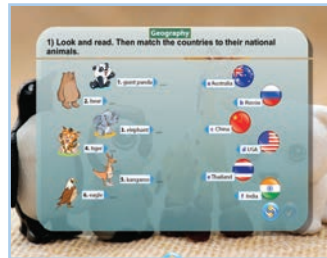 Geography
1) Look and read. Then match the countries to their national
animals.
1. giant panda
a Australia
2. bear
b Russia
3. elephant
c China
4. tiger
d USA
5. kangaroo
e Thailand
6. eagle
f India